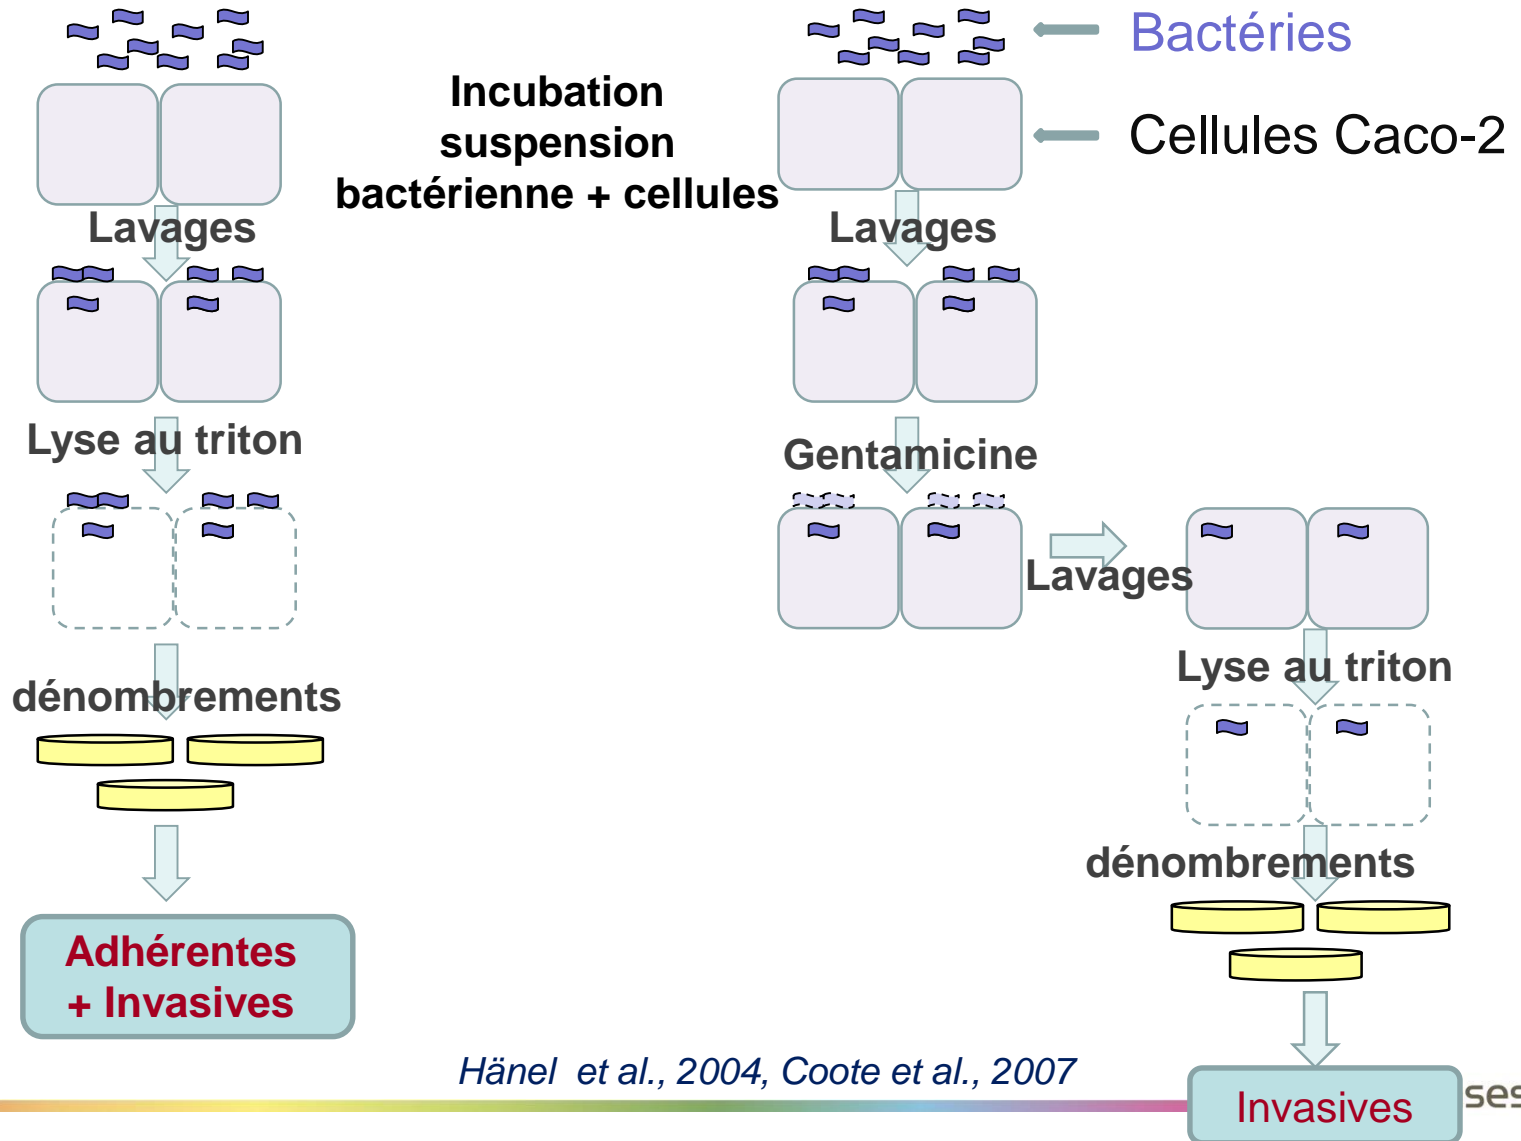 Bactéries
Incubation
suspension
bactérienne + cellules
Cellules Caco-2
Lavages
Lavages
Lyse au triton
Gentamicine
Lavages
Lyse au triton
dénombrements
dénombrements
Adhérentes
+ Invasives
Hänel et al., 2004, Coote et al., 2007
Invasives
ses